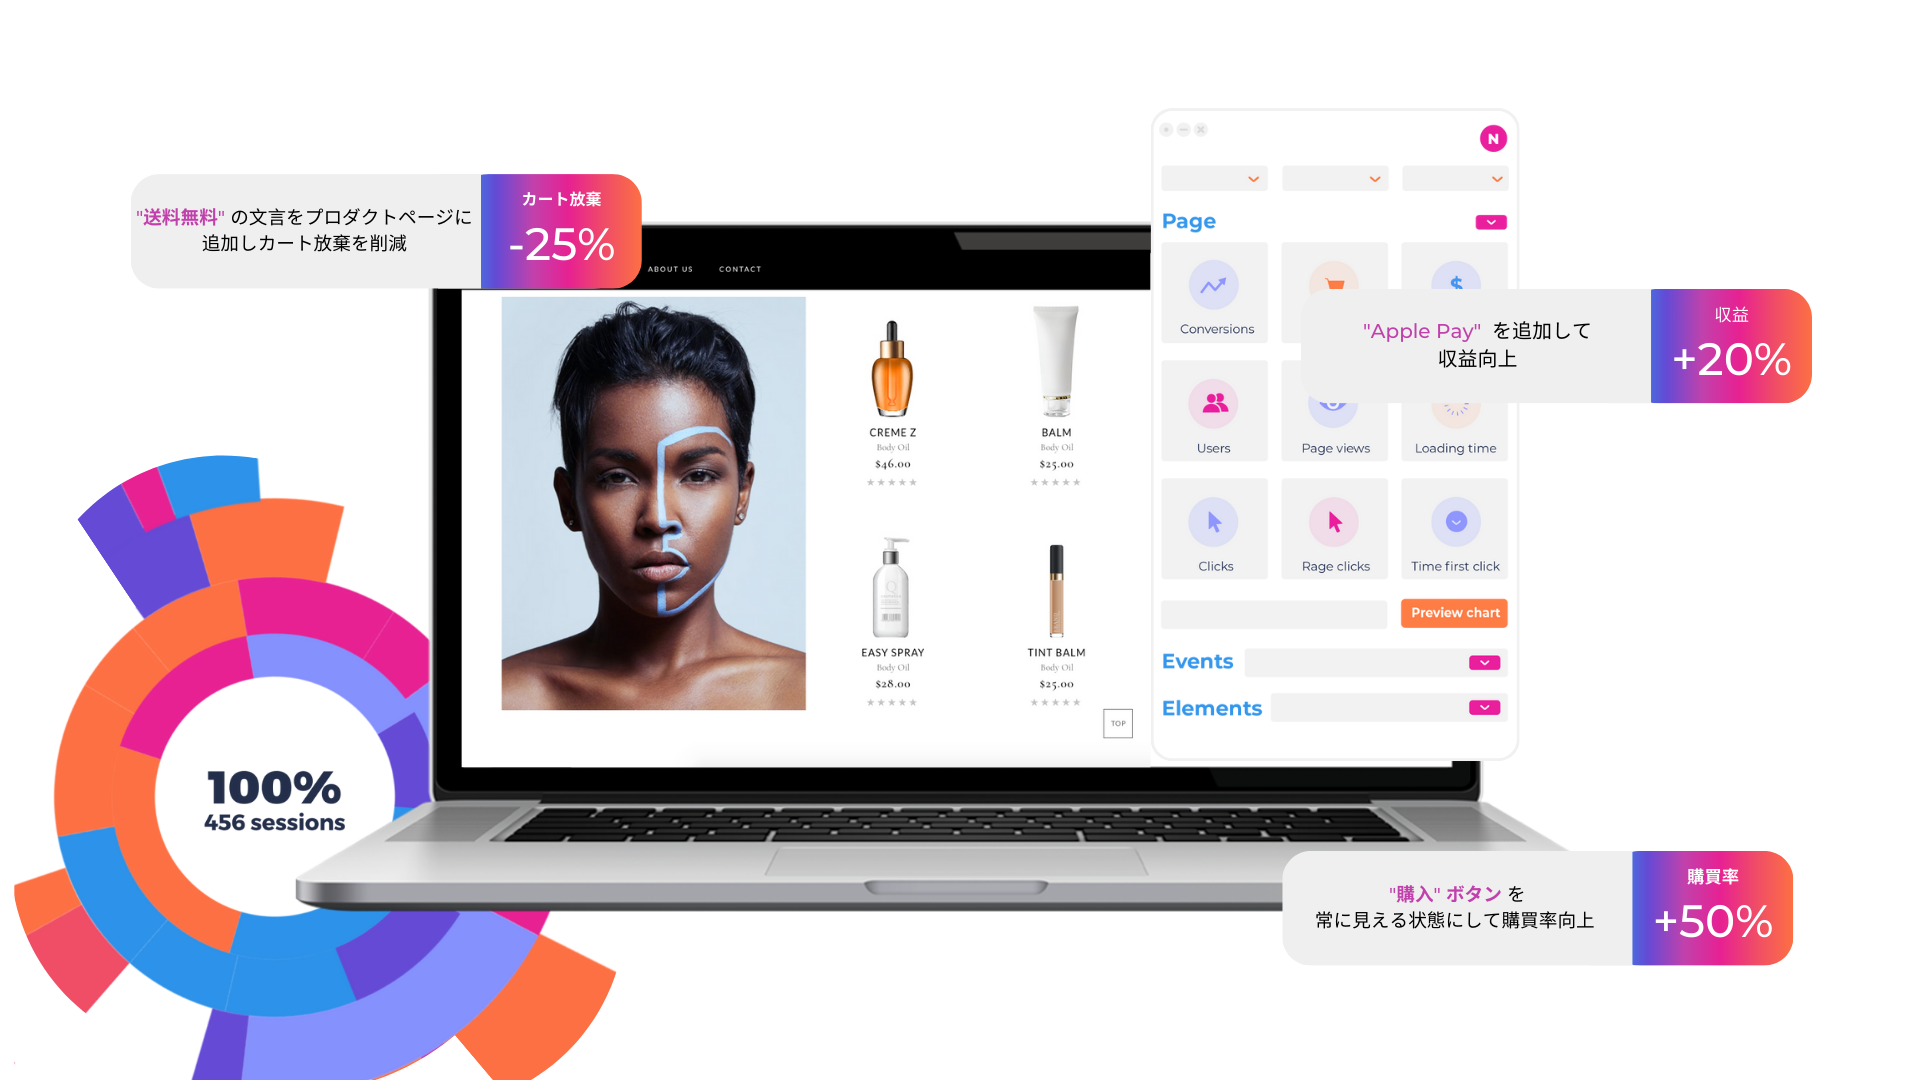 "送料無料" の文言をプロダクトページに
追加しカート放棄を削減
カート放棄
-25%
ABOUT US
CONTACT
CREME Z
Body Oil
$46.00
BALM
Body Oil
$25.00
EASY SPRAY
Body Oil
$28.00
TINT BALM
Body Oil
$25.00
TOP
N
Page
Conversions
$
"Apple Pay" を追加して
収益向上
収益
+20%
Users
Page views
Loading time
Clicks
Rage clicks
Time first click
Preview chart
Events
Elements
100%
456 sessions
"購入" ボタン を
常に見える状態にして購買率向上
購買率
+50%